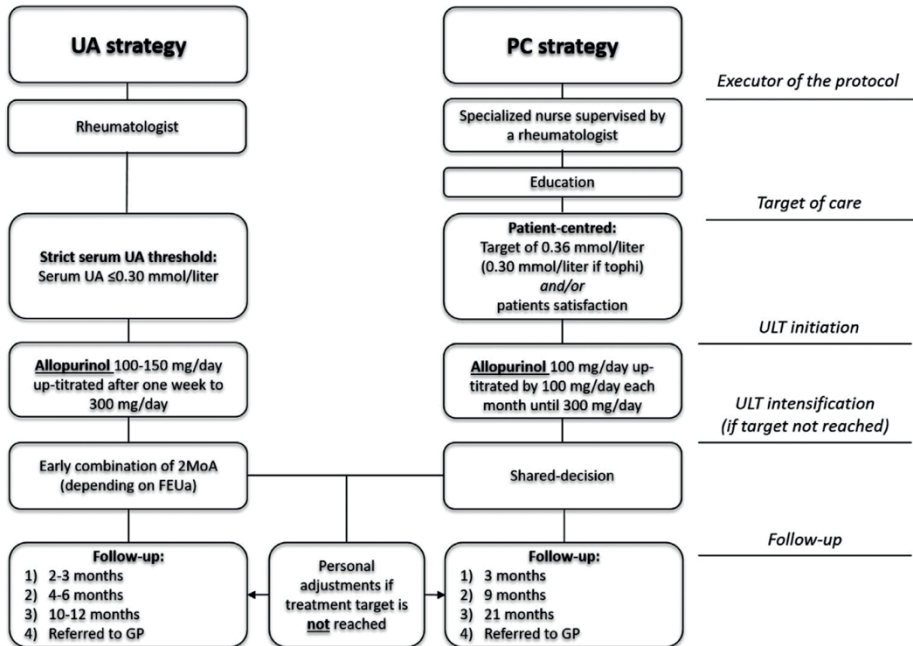 UA strategy
PC strategy
Executor of the protocol
Rheumatologist
Specialized nurse supervised by
a rheumatologist
Education
Target of care
Strict serum UA threshold:
Serum UA ≤0.30 mmol/liter
Patient-centred:
Target of 0.36 mmol/liter
(0.30 mmol/liter if tophi)
and/or
patients satisfaction
ULT initiation
Allopurinol 100-150 mg/day
up-titrated after one week to
300 mg/day
Allopurinol 100 mg/day up-
titrated by 100 mg/day each
month until 300 mg/day
ULT intensification
(if target not reached)
Early combination of 2MoA
(depending on FEUa)
Shared-decision
Follow-up
Follow-up:
1) 2-3 months
2) 4-6 months
3) 10-12 months
4) Referred to GP
Personal
adjustments if
treatment target is
not reached
Follow-up:
1) 3 months
2) 9 months
3) 21 months
4) Referred to GP